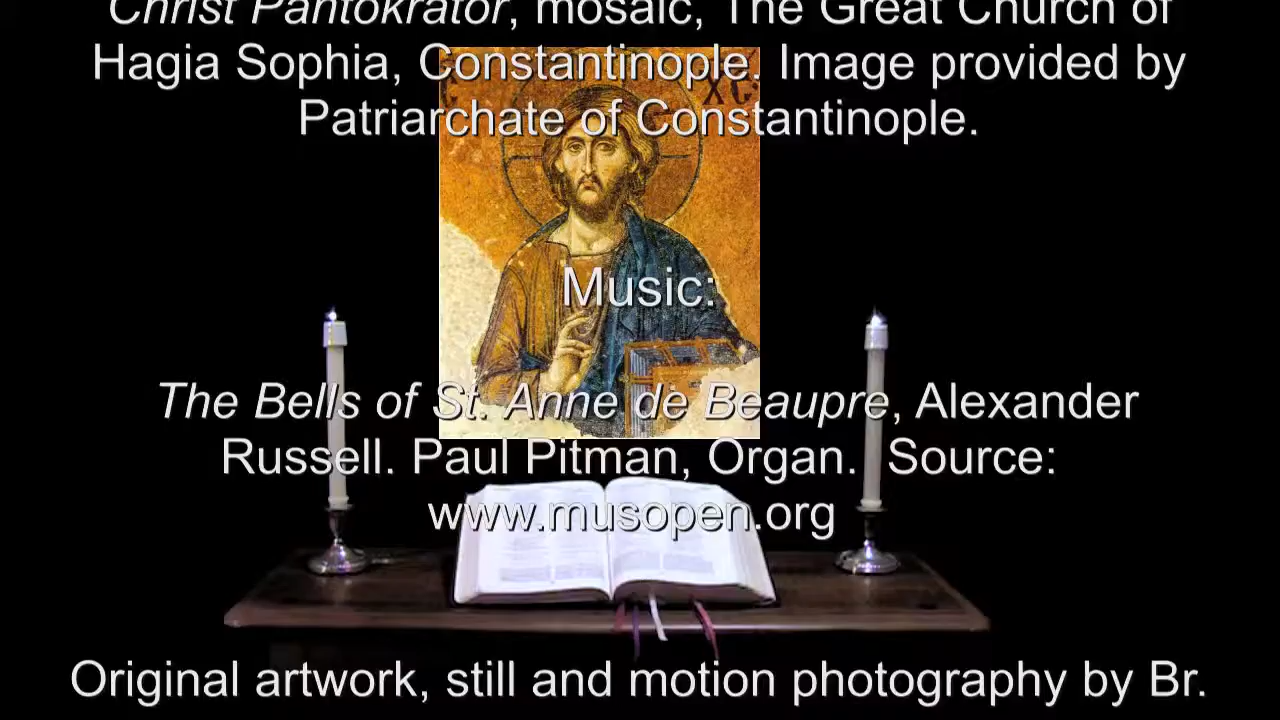 Christ Pantokrator, mosaic, The Great Church of
Hagia Sophia, Constantinople. Image provided by
Patriarchate of Constantinople.
XC
Music:
The Bells of St. Anne de Beaupre, Alexander
Russell. Paul Pitman, Organ. Source:
www.musopen.org
Original artwork, still and motion photography by Br.